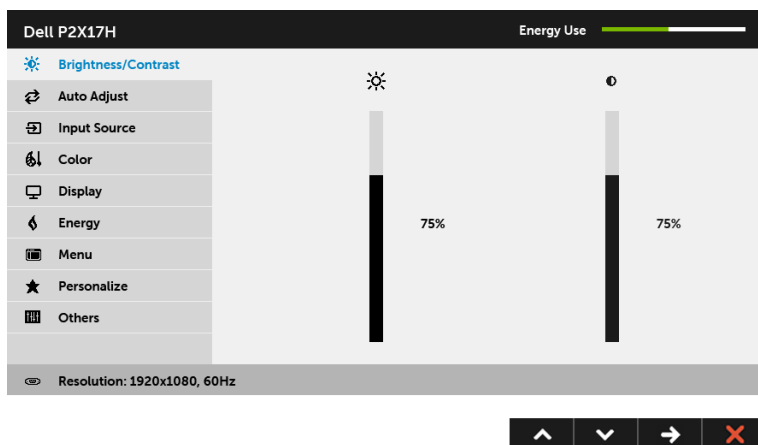 Dell P2X17H
Energy Use
Brightness/Contrast
Auto Adjust
Input Source
Color
Display
Energy
75%
75%
Menu
Personalize
Others
Resolution: 1920x1080, 60Hz